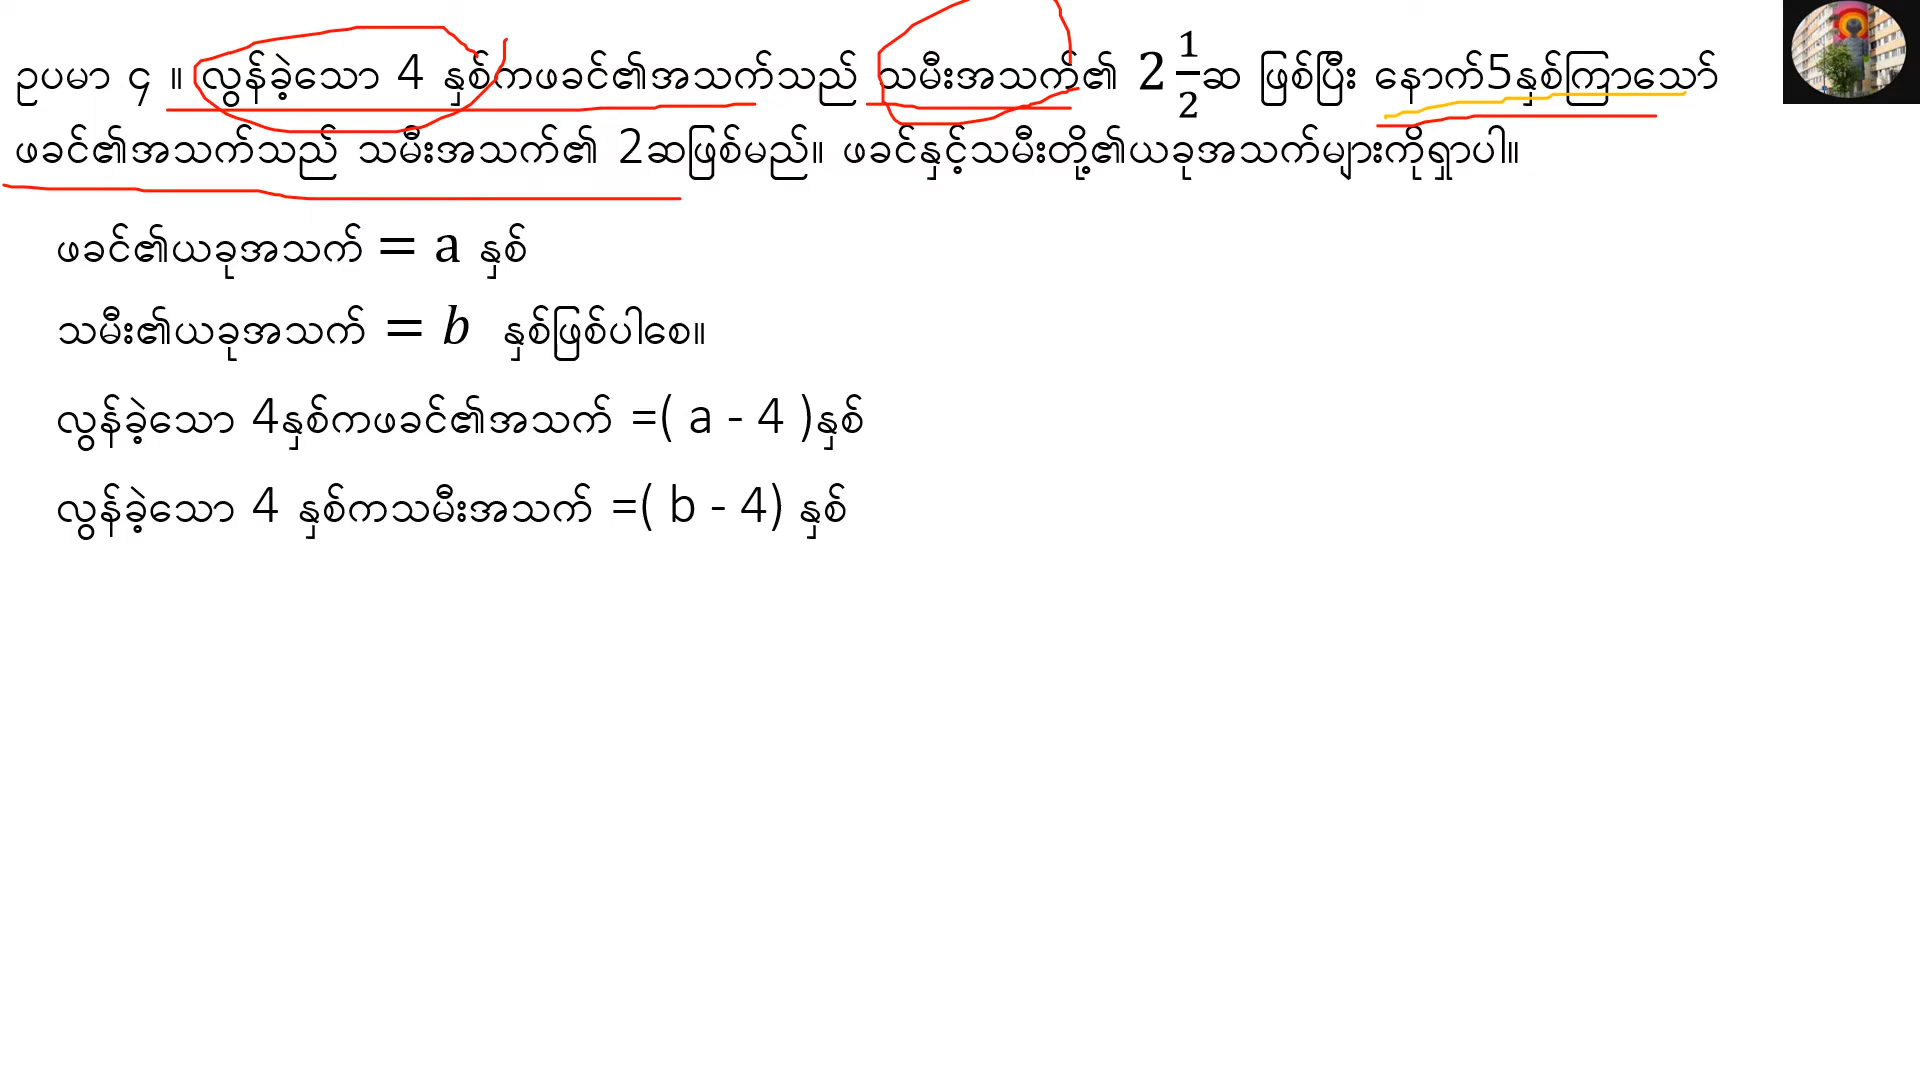 ဥပမာ ၄ ။ လွန်ခဲ့သော 4 နှစ်ကဖခင်၏အသက်သည် သမီးအသက်၏ 2 1/2 ဆ ဖြစ်ပြီး နောက်5နှစ်ကြာသော်
ဖခင်၏အသက်သည် သမီးအသက်၏ 2ဆဖြစ်မည်။ ဖခင်နှင့်သမီးတို့၏ယခုအသက်များကိုရှာပါ။
ဖခင်၏ယခုအသက် = a နှစ်
သမီး၏ယခုအသက် = b နှစ်ဖြစ်ပါစေ။
လွန်ခဲ့သော 4နှစ်ကဖခင်၏အသက် =( a - 4 )နှစ်
လွန်ခဲ့သော 4 နှစ်ကသမီးအသက် =( b - 4) နှစ်